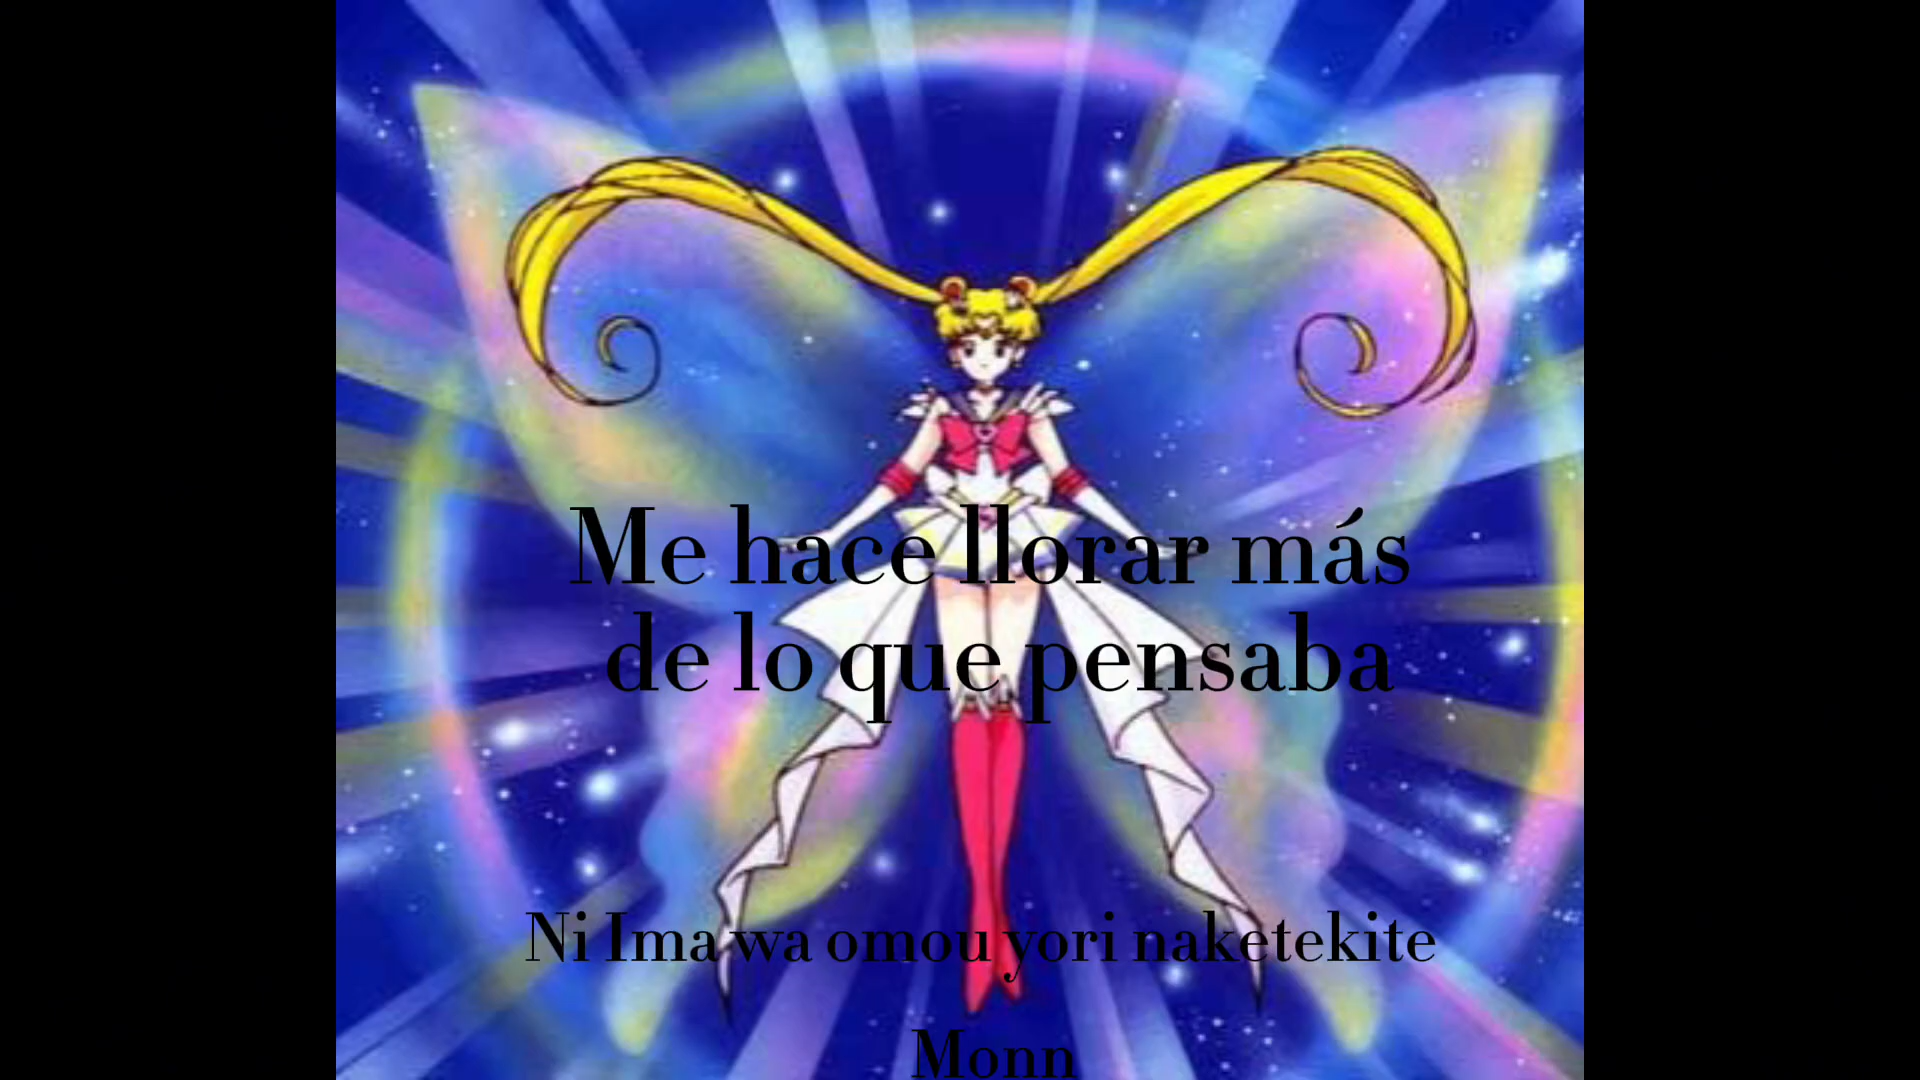 Me hace llorar más
de lo que pensaba
Ni Ima wa omou yori naketekite
Monn